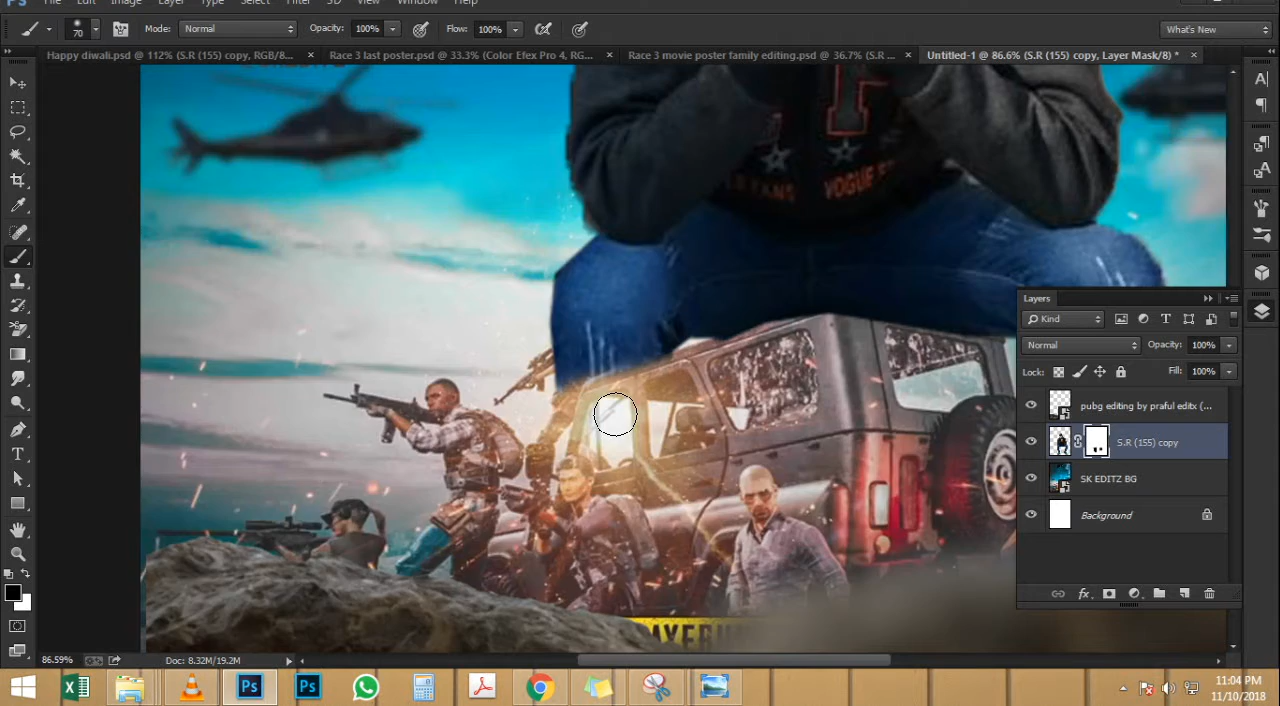 PS File Edit Image Layer Type Select Filter 3D View Window Help
70 Mode: Normal Opacity: 100% Flow: 100% What's New
Happy diwali.psd @ 112% (S.R (155) copy, RGB/8... × Race 3 last poster.psd @ 33.3% (Color Efex Pro 4, RG... × Race 3 movie poster family editing.psd @ 36.7% (S.R ... × Untitled-1 @ 86.6% (S.R (155) copy, Layer Mask/8) * ×
VOGUE
Layers
Kind
Normal Opacity: 100%
Lock: Fill: 100%
pubg editing by praful editx (...
S.R (155) copy
SK EDITZ BG
Background
86.59% Doc: 8.32M/19.2M
11:04 PM
11/10/2018